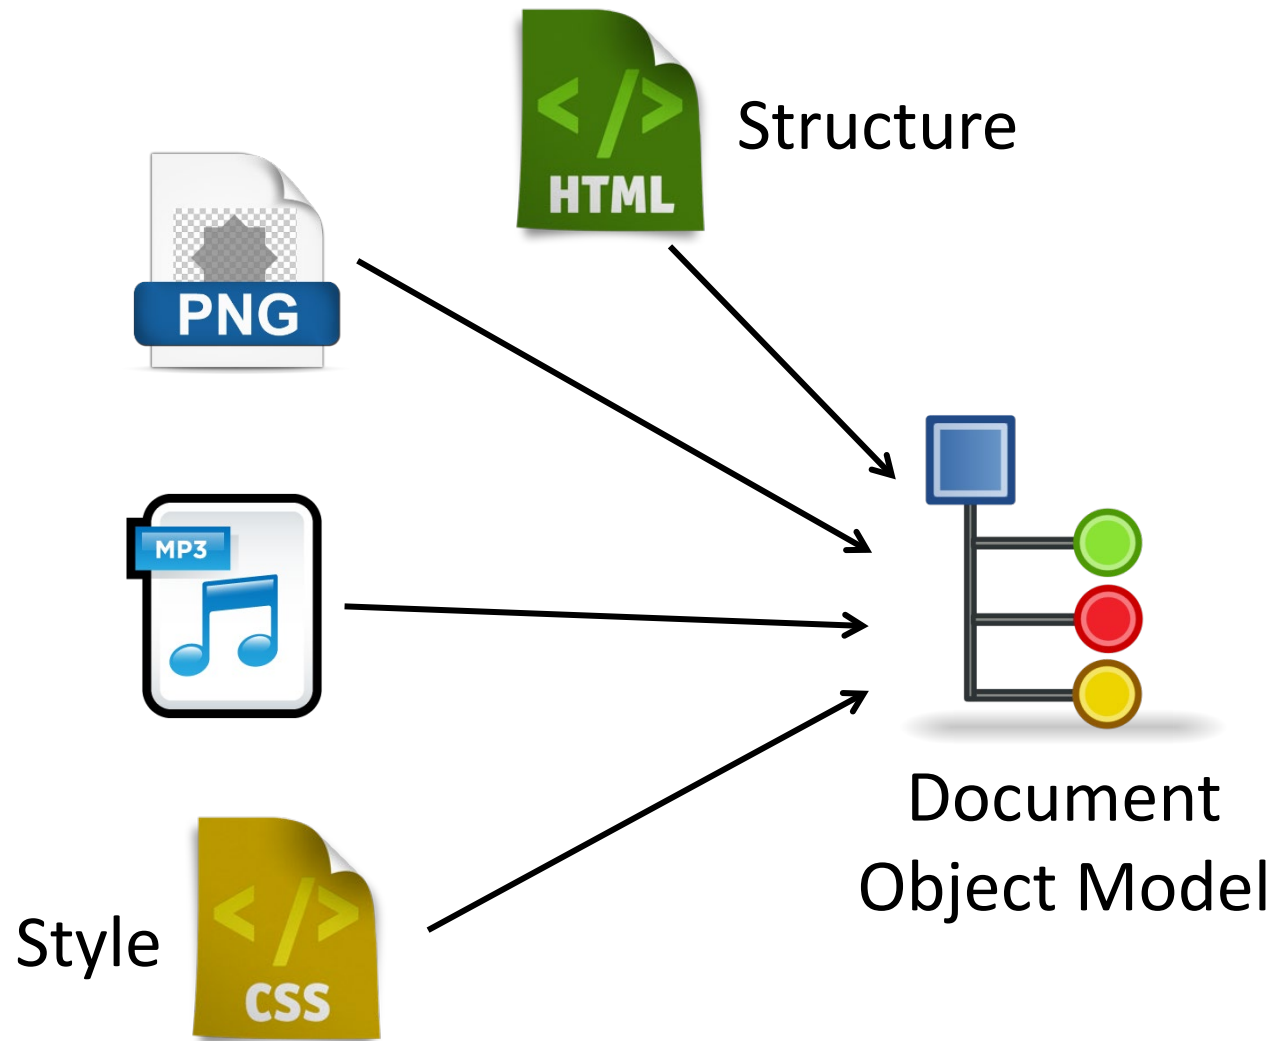 </>
HTML
Structure
PNG
MP3
Document
Object Model
Style
</>
CSS